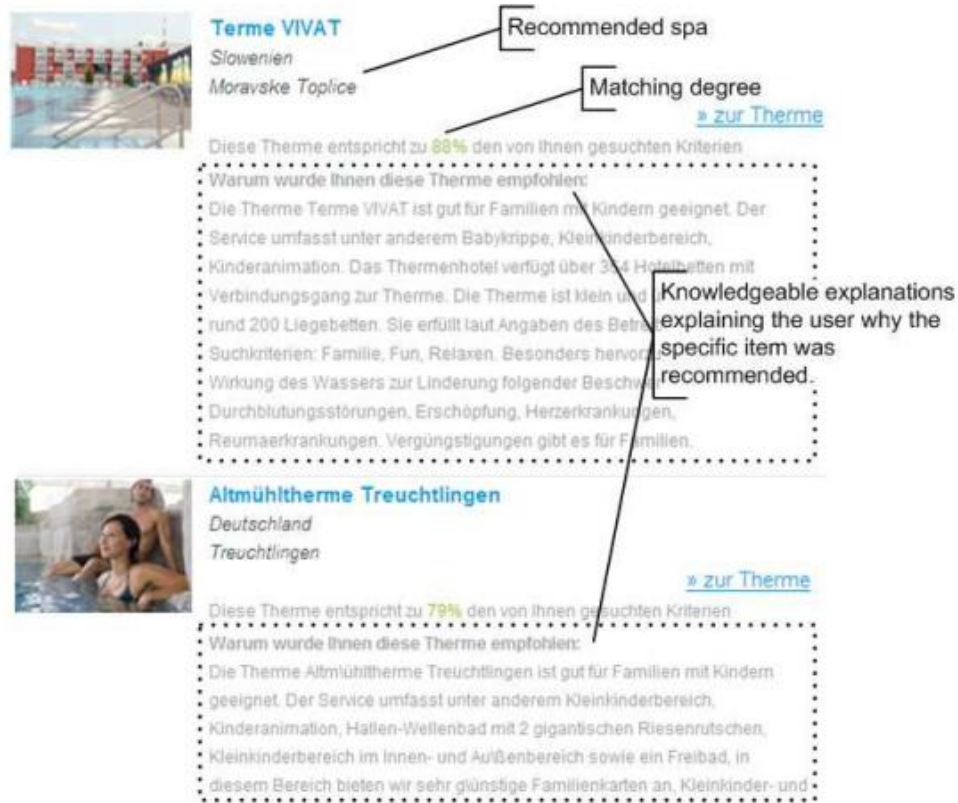 Terme VIVAT
Recommended spa
Slowenien
Moravske Toplice
Matching degree
» zur Therme
Diese Therme entspricht zu 88% den von Ihnen gesuchten Kriterien
Warum wurde Ihnen diese Therme empfohlen:
Die Therme Terme VIVAT ist gut für Familien mit Kindern geeignet. Der
Service umfasst unter anderem Babykrippe, Kleinkinderbereich,
Kinderanimation. Das Thermenhotel verfügt über Hotelbetten mit
Verbindungsgang zur Therme. Die Therme ist klein und
rund 200 Liegebetten. Sie erfüllt laut Angaben des
Suchkriterien: Familie, Fun, Relaxen. Besonders
Wirkung des Wassers zur Linderung folgender
Durchblutungsstörungen, Erschöpfung, Herzerkrankungen,
Reumaerkrankungen. Vergüngstigungen gibt es für Familien.
Knowledgeable explanations
explaining the user why the
specific item was
recommended.
Altmühltherme Treuchtlingen
Deutschland
Treuchtlingen
» zur Therme
Diese Therme entspricht zu 79% den von Ihnen gesuchten Kriterien
Warum wurde Ihnen diese Therme empfohlen:
Die Therme Altmühltherme Treuchtlingen ist gut für Familien mit Kindern
geeignet. Der Service umfasst unter anderem Kleinkinderbereich,
Kinderanimation, Hallen-Wellenbad mit 2 gigantischen Riesenrutschen,
Kleinkinderbereich im Innen- und Außenbereich sowie ein Freibad, in
diesem Bereich bieten wir sehr günstige Familienkarten an, Kleinkinder- und